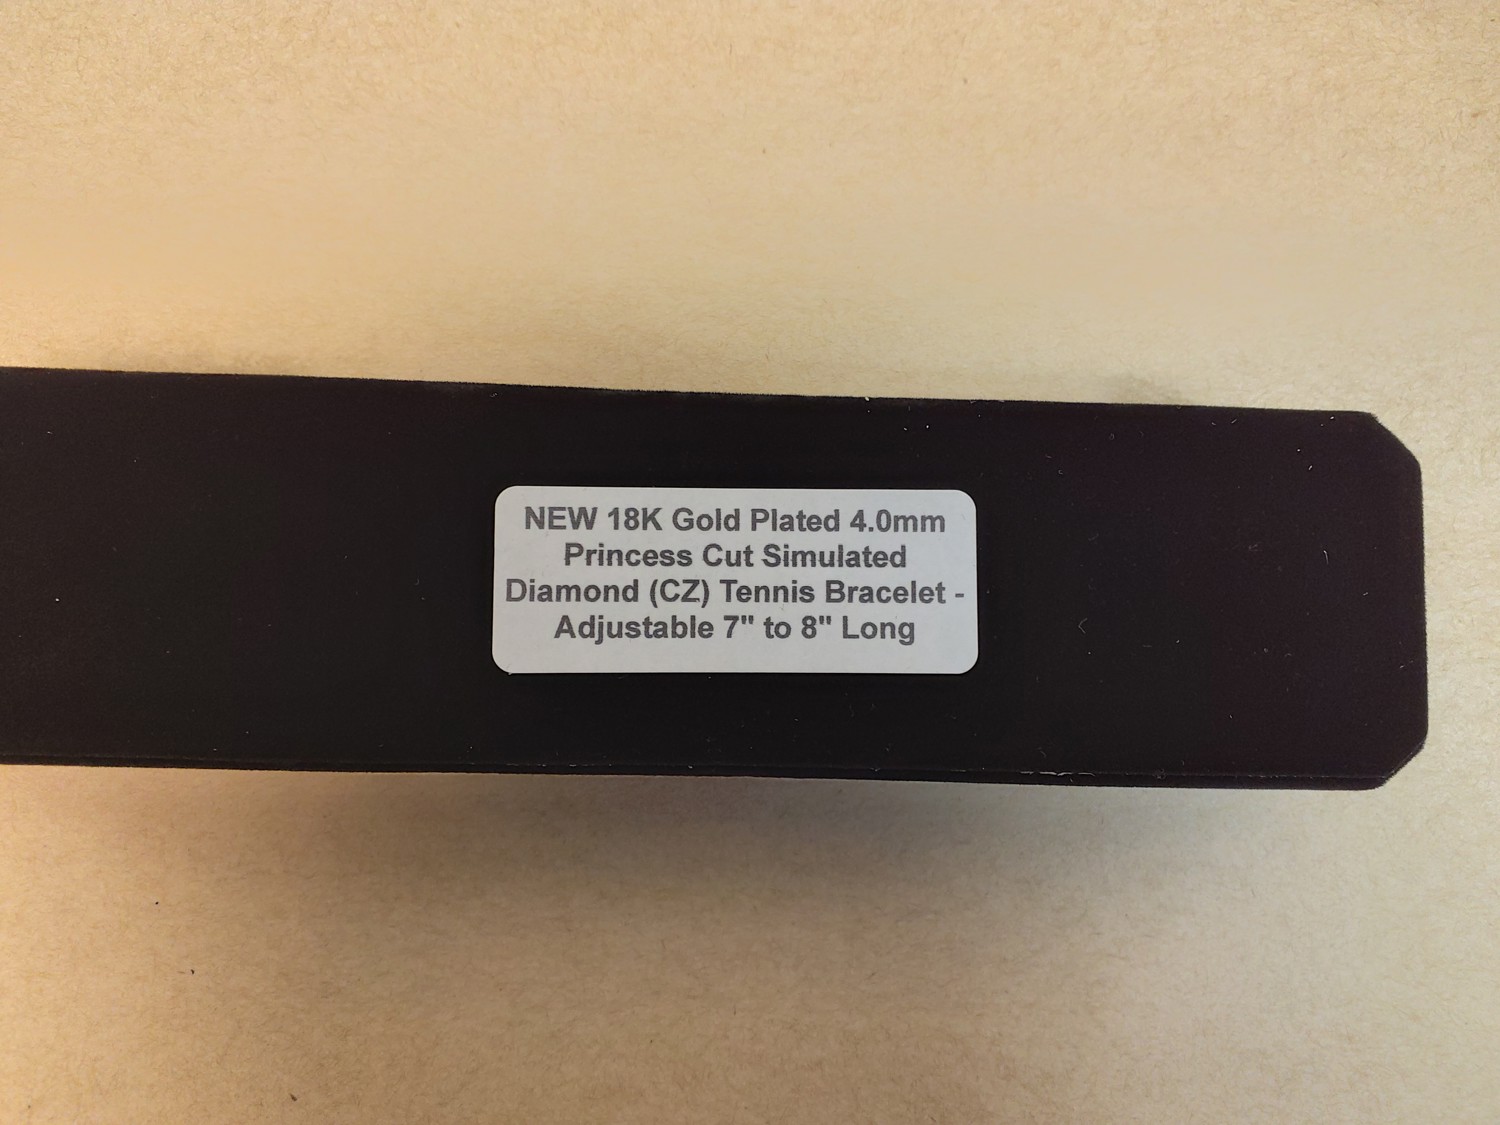 NEW 18K Gold Plated 4.0mm
Princess Cut Simulated
Diamond (CZ) Tennis Bracelet -
Adjustable 7" to 8" Long